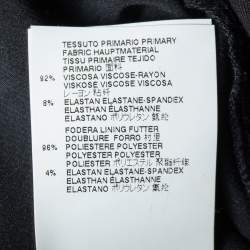 TESSUTO PRIMARIO PRIMARY
FABRIC HAUPTMATERIAL
TISSU PRIMAIRE TEJIDO
PRIMARIO 面料
92% VISCOSA VISCOSE-RAYON
VISKOSE VISCOSE VISCOSA
レーヨン 粘纤
8% ELASTAN ELASTANE-SPANDEX
ELASTHAN ÉLASTHANNE
ELASTANO ポリウレタン 氨纶
FODERA LINING FUTTER
DOUBLURE FORRO 村里
96% POLIESTERE POLYESTER
POLYESTER POLYESTER
POLIESTER ポリエステル 聚酯纤维
4% ELASTAN ELASTANE-SPANDEX
ELASTHAN ÉLASTHANNE
ELASTANO ポリウレタン 氨纶